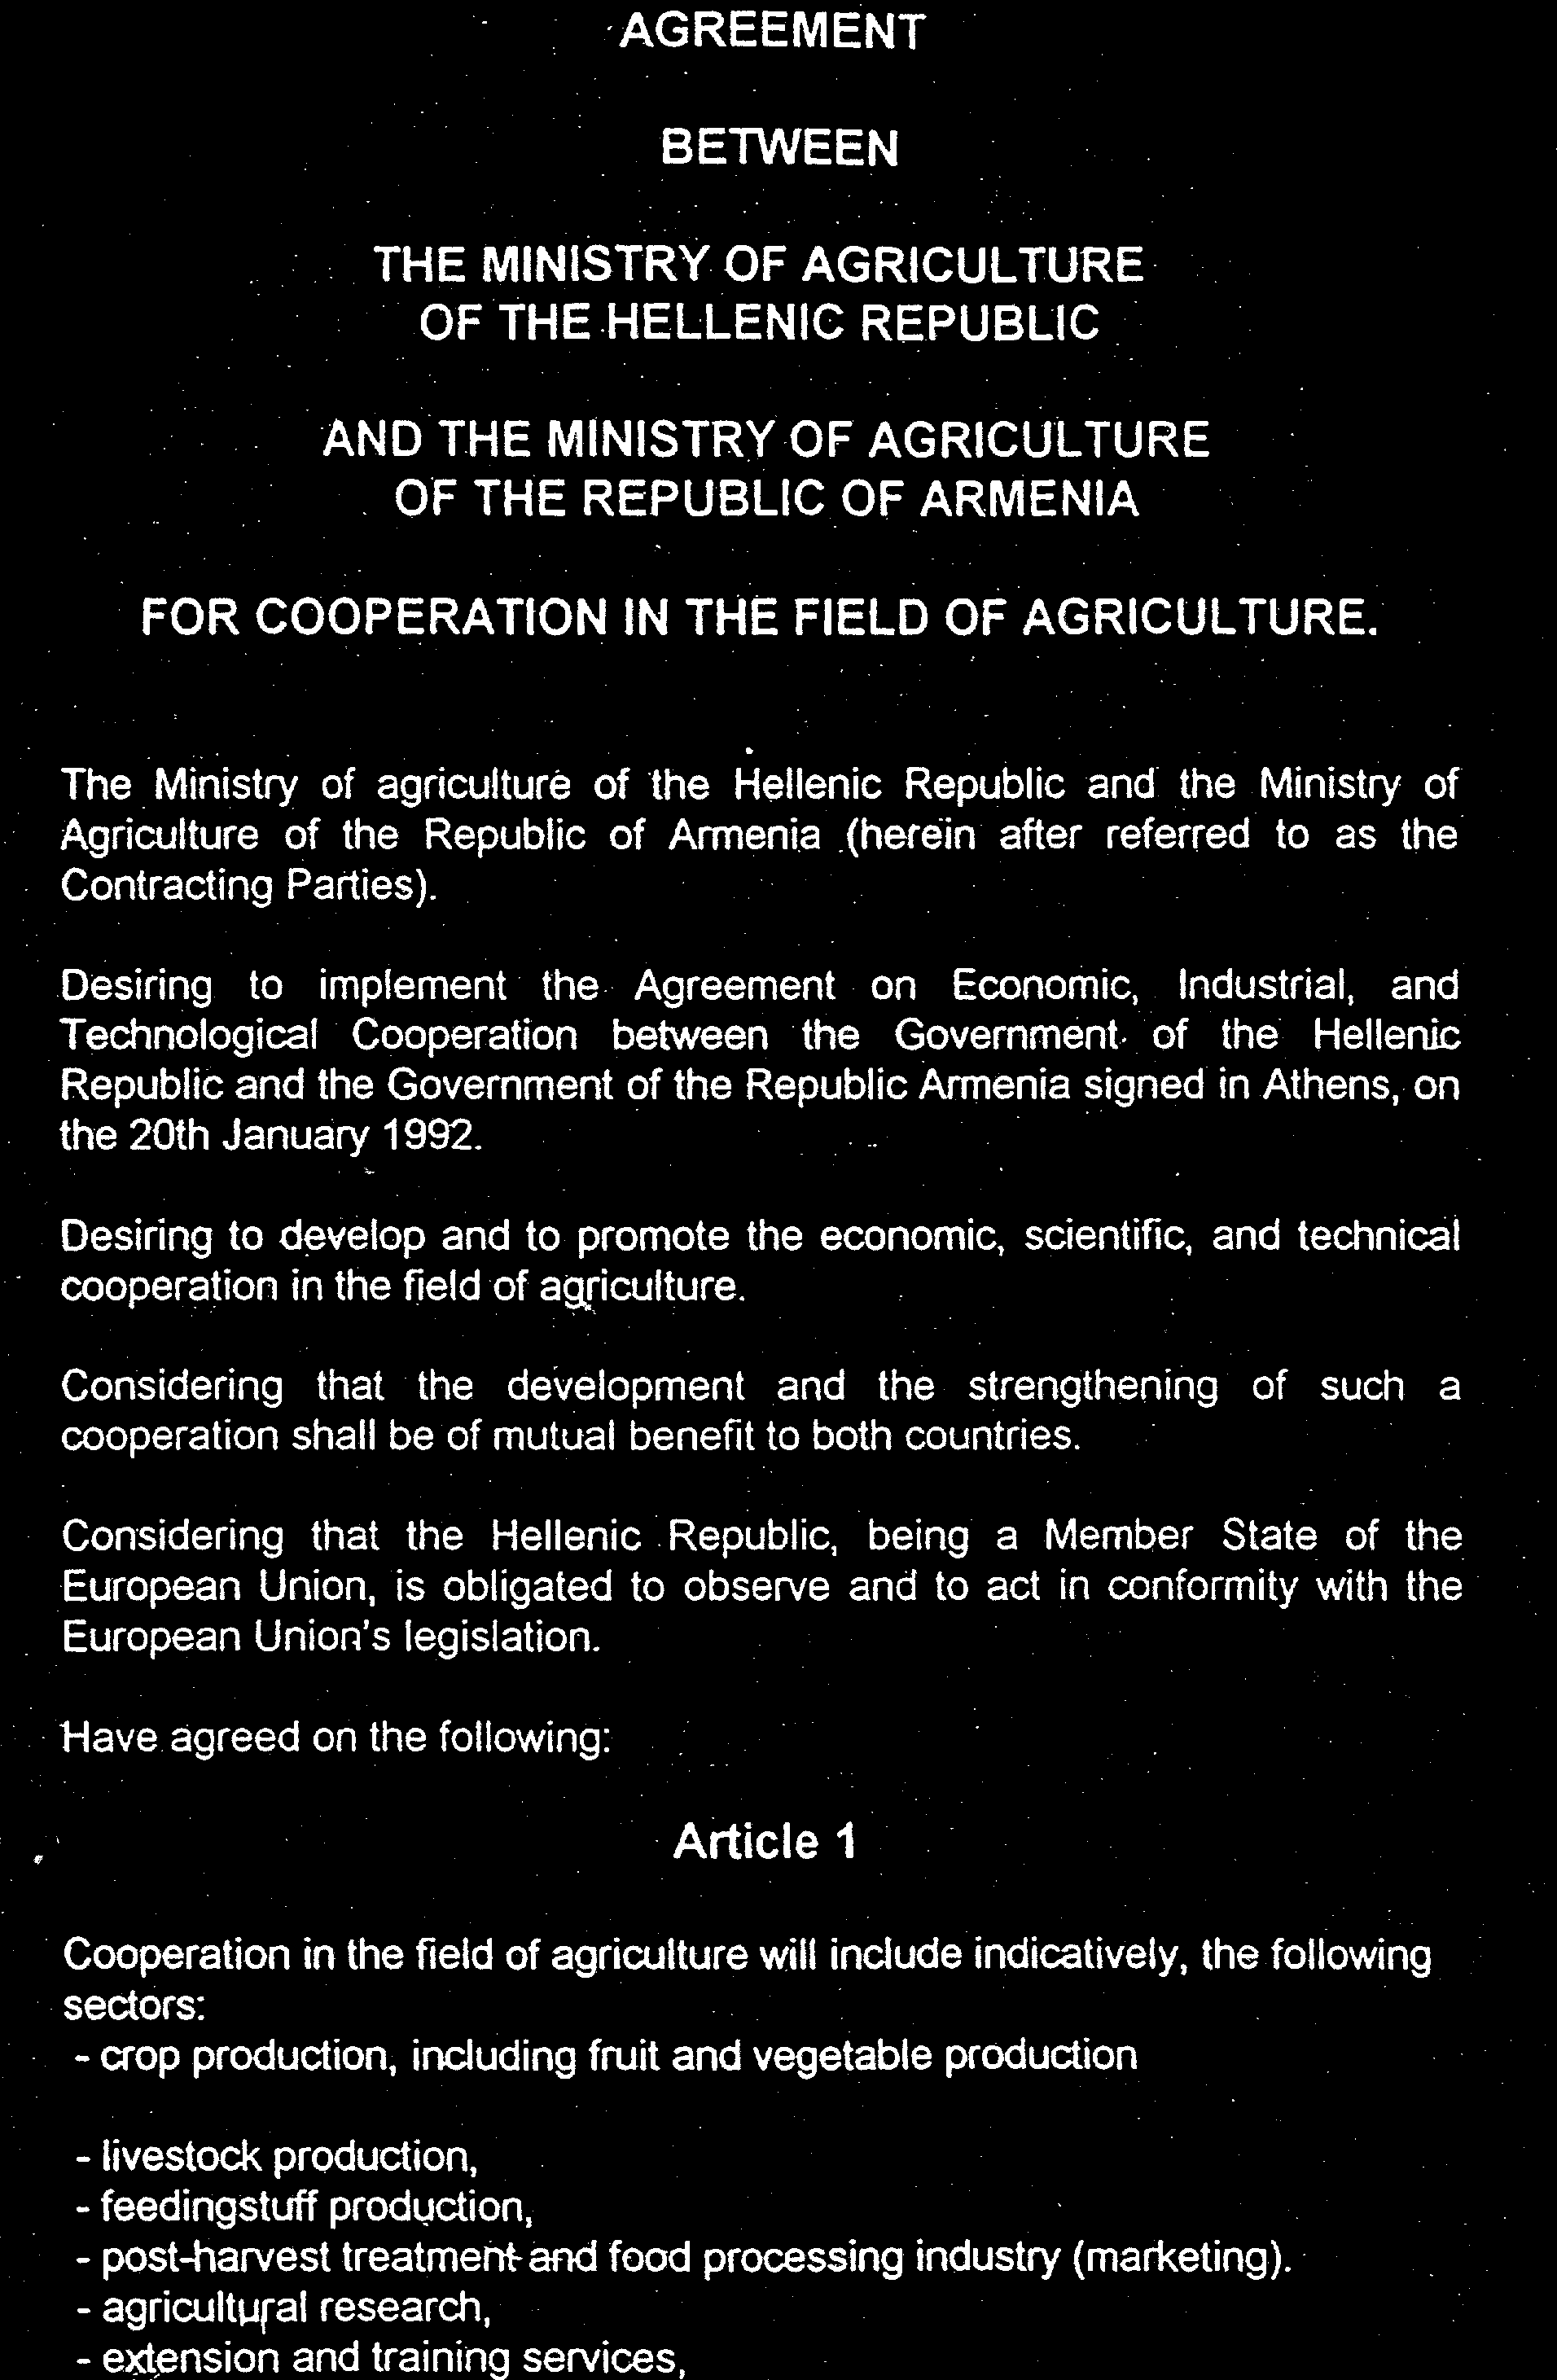 AGREEMENT
BETWEEN
THE MINISTRY OF AGRICULTURE
OF THE HELLENIC REPUBLIC
AND THE MINISTRY OF AGRICULTURE
OF THE REPUBLIC OF ARMENIA
FOR COOPERATION IN THE FIELD OF AGRICULTURE.
The Ministry of agriculture of the Hellenic Republic and the Ministry of
Agriculture of the Republic of Armenia (herein after referred to as the
Contracting Parties).
Desiring to implement the Agreement on Economic, Industrial, and
Technological Cooperation between the Government of the Hellenic
Republic and the Government of the Republic Armenia signed in Athens, on
the 20th January 1992.
Desiring to develop and to promote the economic, scientific, and technical
cooperation in the field of agriculture.
Considering that the development and the strengthening of such a
cooperation shall be of mutual benefit to both countries.
Considering that the Hellenic Republic, being a Member State of the
European Union, is obligated to observe and to act in conformity with the
European Union's legislation.
Have agreed on the following:
Article 1
Cooperation in the field of agriculture will include indicatively, the following
sectors:
- crop production, including fruit and vegetable production
- livestock production,
- feedingstuff production,
- post-harvest treatment and food processing industry (marketing).
- agricultural research,
- extension and training services,